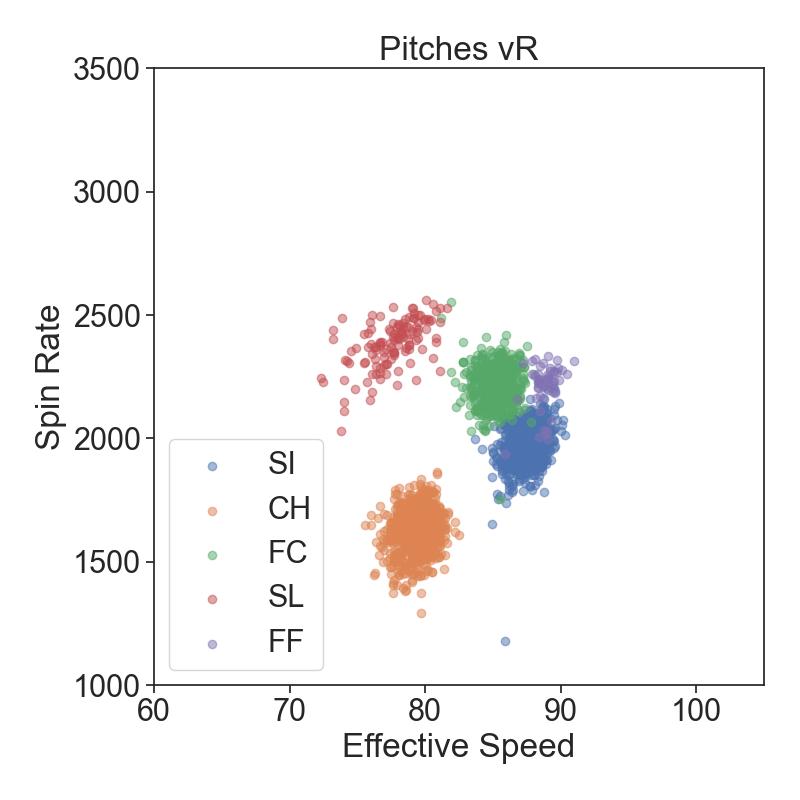 Pitches vR
3500
3000
2500
2000
1500
1000
Spin Rate
SI
CH
FC
SL
FF
60 70 80 90 100
Effective Speed